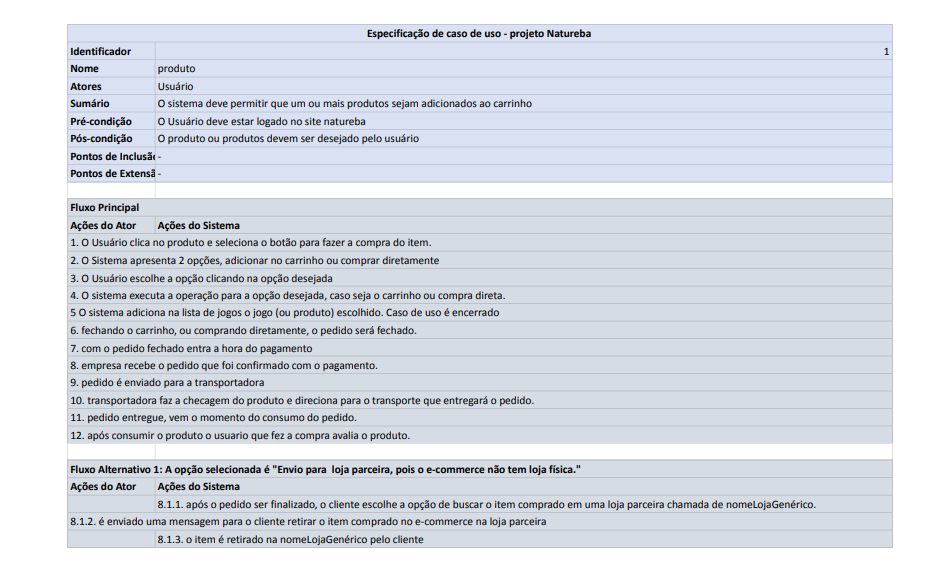 Especificação de caso de uso - projeto Natureba
Identificador 1
Nome produto
Atores Usuário
Sumário O sistema deve permitir que um ou mais produtos sejam adicionados ao carrinho
Pré-condição O Usuário deve estar logado no site natureba
Pós-condição O produto ou produtos devem ser desejado pelo usuário
Pontos de Inclusã -
Pontos de Extensã -
Fluxo Principal
Ações do Ator Ações do Sistema
1. O Usuário clica no produto e seleciona o botão para fazer a compra do item.
2. O Sistema apresenta 2 opções, adicionar no carrinho ou comprar diretamente
3. O Usuário escolhe a opção clicando na opção desejada
4. O sistema executa a operação para a opção desejada, caso seja o carrinho ou compra direta.
5 O sistema adiciona na lista de jogos o jogo (ou produto) escolhido. Caso de uso é encerrado
6. fechando o carrinho, ou comprando diretamente, o pedido será fechado.
7. com o pedido fechado entra a hora do pagamento
8. empresa recebe o pedido que foi confirmado com o pagamento.
9. pedido é enviado para a transportadora
10. transportadora faz a checagem do produto e direciona para o transporte que entregará o pedido.
11. pedido entregue, vem o momento do consumo do pedido.
12. após consumir o produto o usuario que fez a compra avalia o produto.
Fluxo Alternativo 1: A opção selecionada é "Envio para loja parceira, pois o e-commerce não tem loja física."
Ações do Ator Ações do Sistema
8.1.1. após o pedido ser finalizado, o cliente escolhe a opção de buscar o item comprado em uma loja parceira chamada de nomeLojaGenérico.
8.1.2. é enviado uma mensagem para o cliente retirar o item comprado no e-commerce na loja parceira
8.1.3. o item é retirado na nomeLojaGenérico pelo cliente